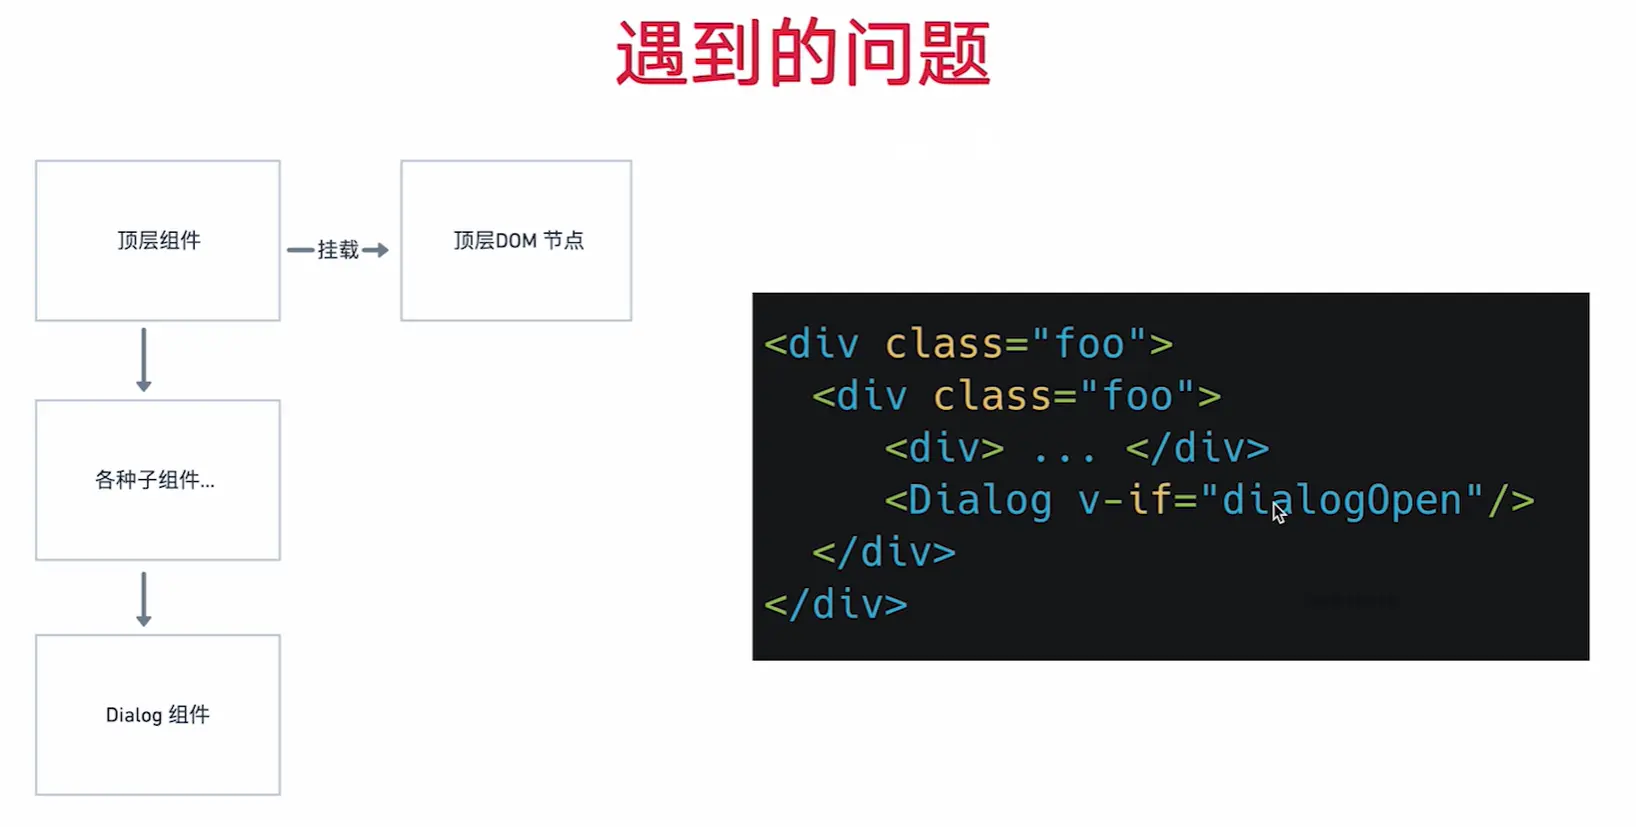 遇到的问题
顶层组件
挂载
顶层DOM 节点
各种子组件...
Dialog 组件
<div class="foo">
  <div class="foo">
     <div> ... </div>
     <Dialog v-if="dialogOpen"/>
  </div>
</div>